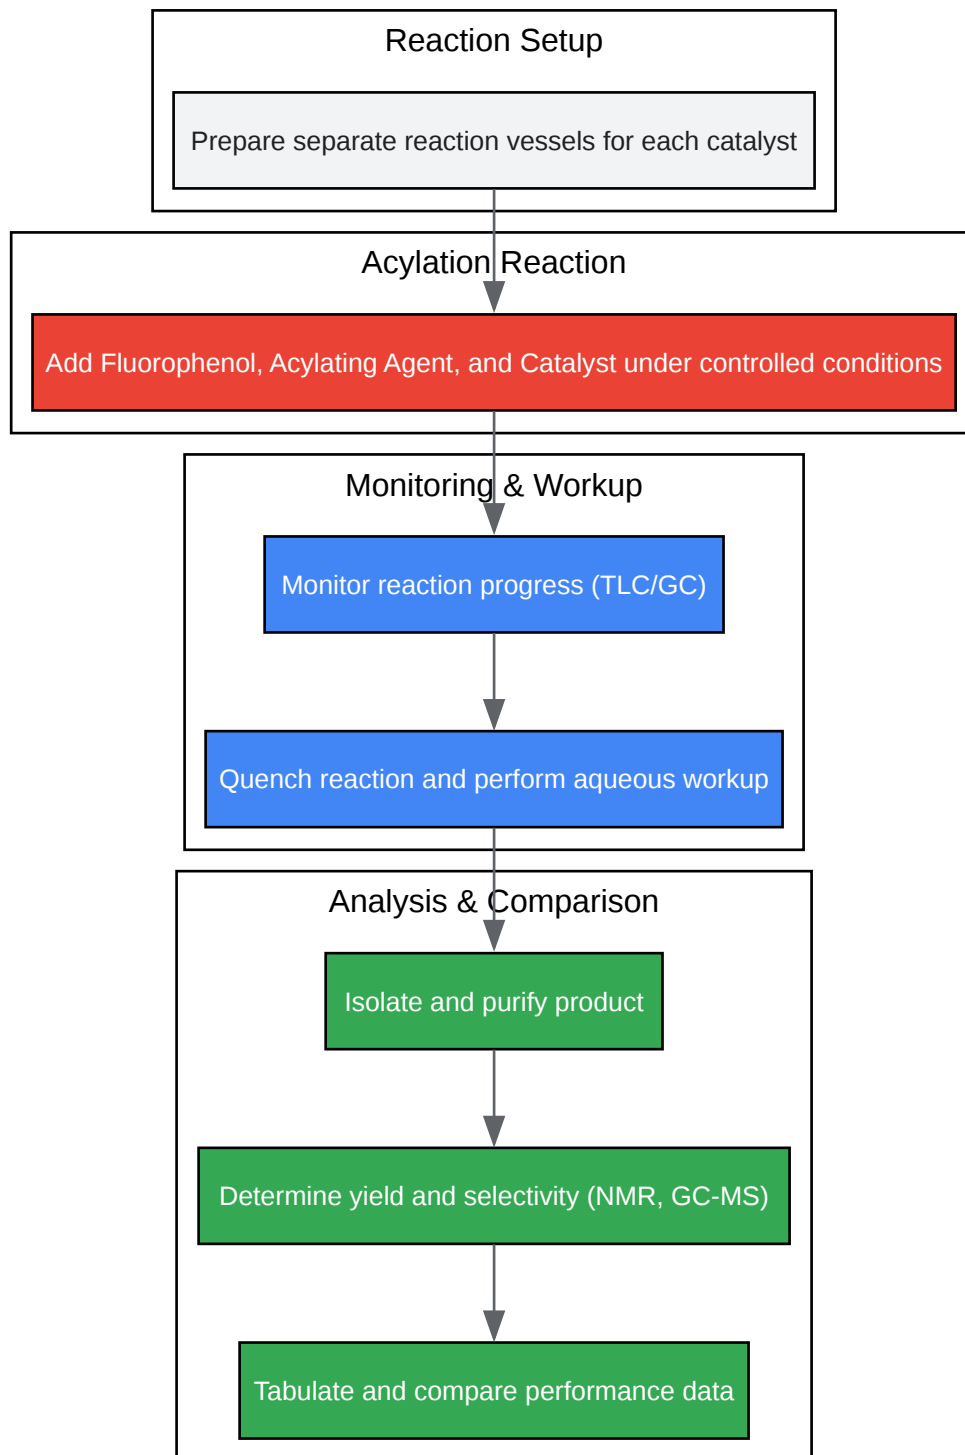 Reaction Setup
Prepare separate reaction vessels for each catalyst
Acylation Reaction
Add Fluorophenol, Acylating Agent, and Catalyst under controlled conditions
Monitoring & Workup
Monitor reaction progress (TLC/GC)
Quench reaction and perform aqueous workup
Analysis & Comparison
Isolate and purify product
Determine yield and selectivity (NMR, GC-MS)
Tabulate and compare performance data